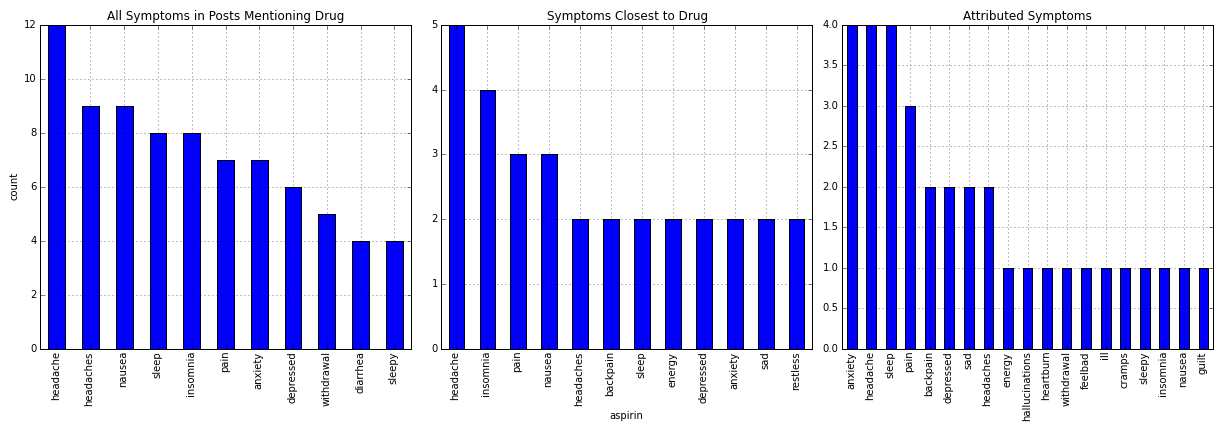 All Symptoms in Posts Mentioning Drug
12
10
8
6
4
2
0
count
headache
headaches
nausea
sleep
insomnia
pain
anxiety
depressed
withdrawal
diarrhea
sleepy
Symptoms Closest to Drug
5
4
3
2
1
0
headache
insomnia
pain
nausea
headaches
backpain
sleep
energy
depressed
anxiety
sad
restless
aspirin
Attributed Symptoms
4.0
3.5
3.0
2.5
2.0
1.5
1.0
0.5
0.0
anxiety
headache
sleep
pain
backpain
depressed
sad
headaches
energy
hallucinations
heartburn
withdrawal
feelbad
ill
cramps
sleepy
insomnia
nausea
guilt